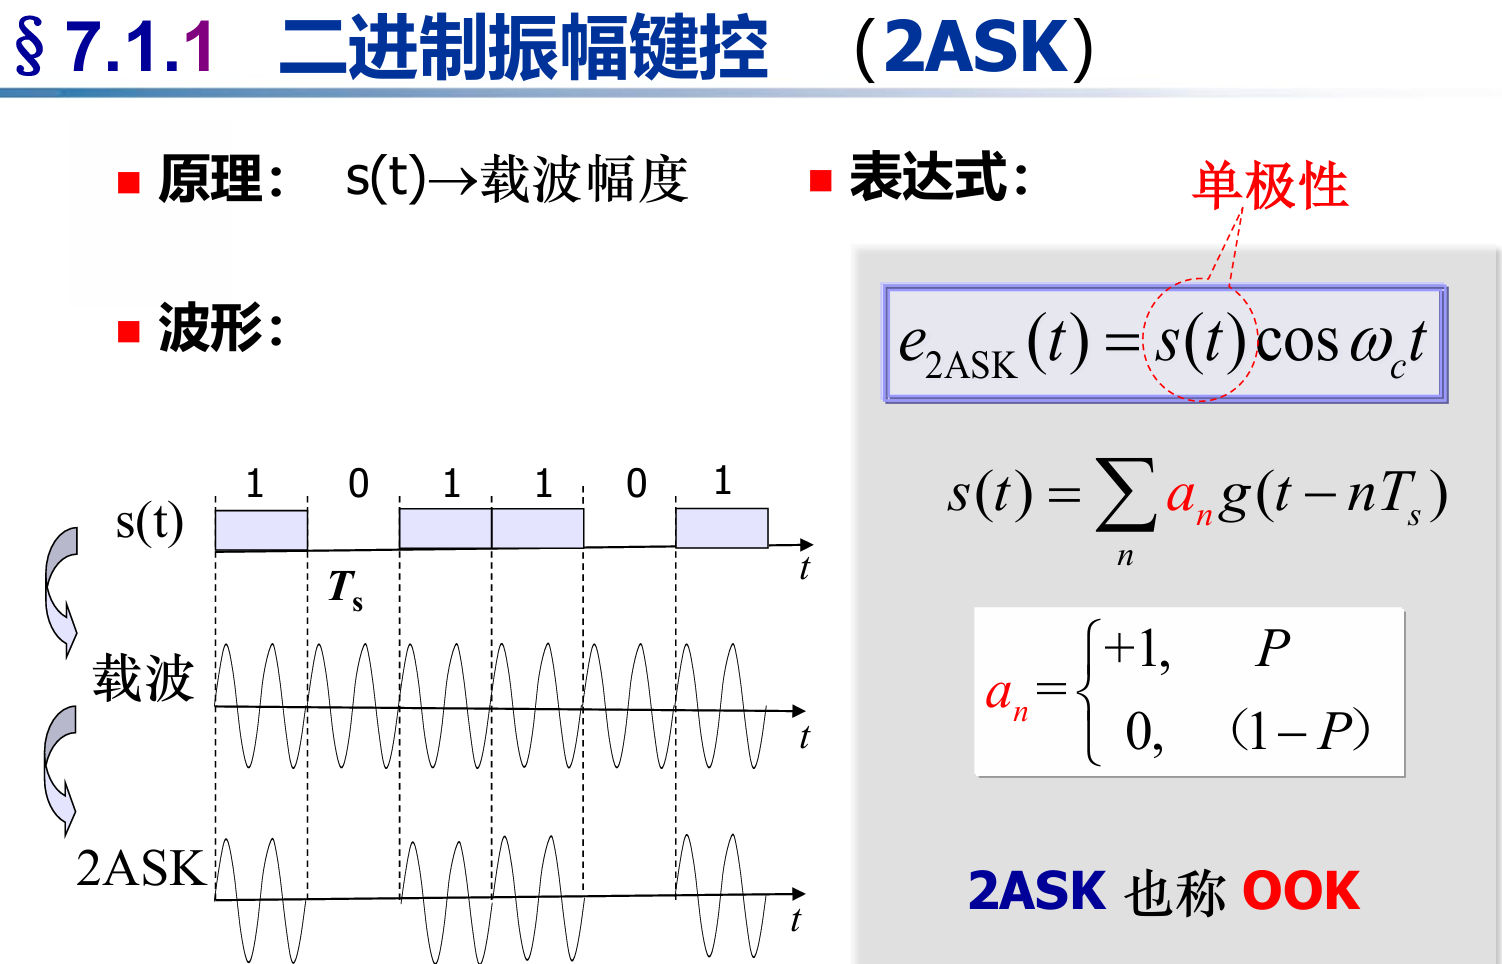 § 7.1.1 二进制振幅键控 （2ASK）
原理： s(t)→载波幅度
波形：
1 0 1 1 0 1
s(t)
t
Ts
载波
t
2ASK
t
表达式：
单极性
e2ASK(t) = s(t)cos ωct
s(t) = ∑n an g(t − nTs)
an = { +1, P
0, （1 − P）
2ASK 也称 OOK